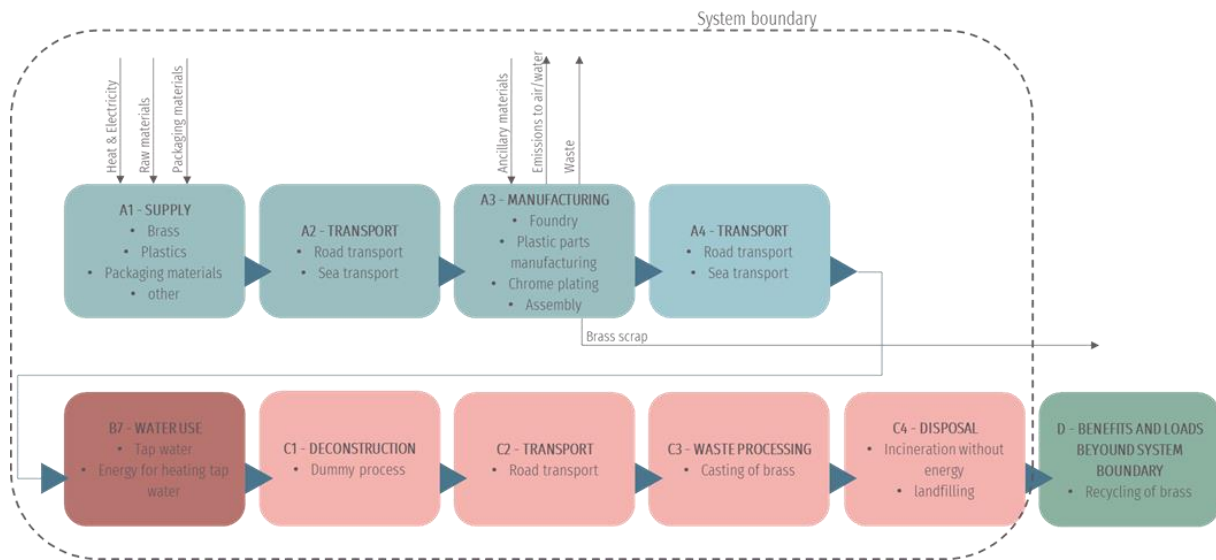 System boundary
Heat & Electricity
Raw materials
Packaging materials
Ancillary materials
Emissions to air/water
Waste
A1 - SUPPLY
• Brass
• Plastics
• Packaging materials
• other
A2 - TRANSPORT
• Road transport
• Sea transport
A3 - MANUFACTURING
• Foundry
• Plastic parts
manufacturing
• Chrome plating
• Assembly
A4 - TRANSPORT
• Road transport
• Sea transport
Brass scrap
B7 - WATER USE
• Tap water
• Energy for heating tap
water
C1 - DECONSTRUCTION
• Dummy process
C2 - TRANSPORT
• Road transport
C3 - WASTE PROCESSING
• Casting of brass
C4 - DISPOSAL
• Incineration without
energy
• landfilling
D - BENEFITS AND LOADS
BEYOUND SYSTEM
BOUNDARY
• Recycling of brass